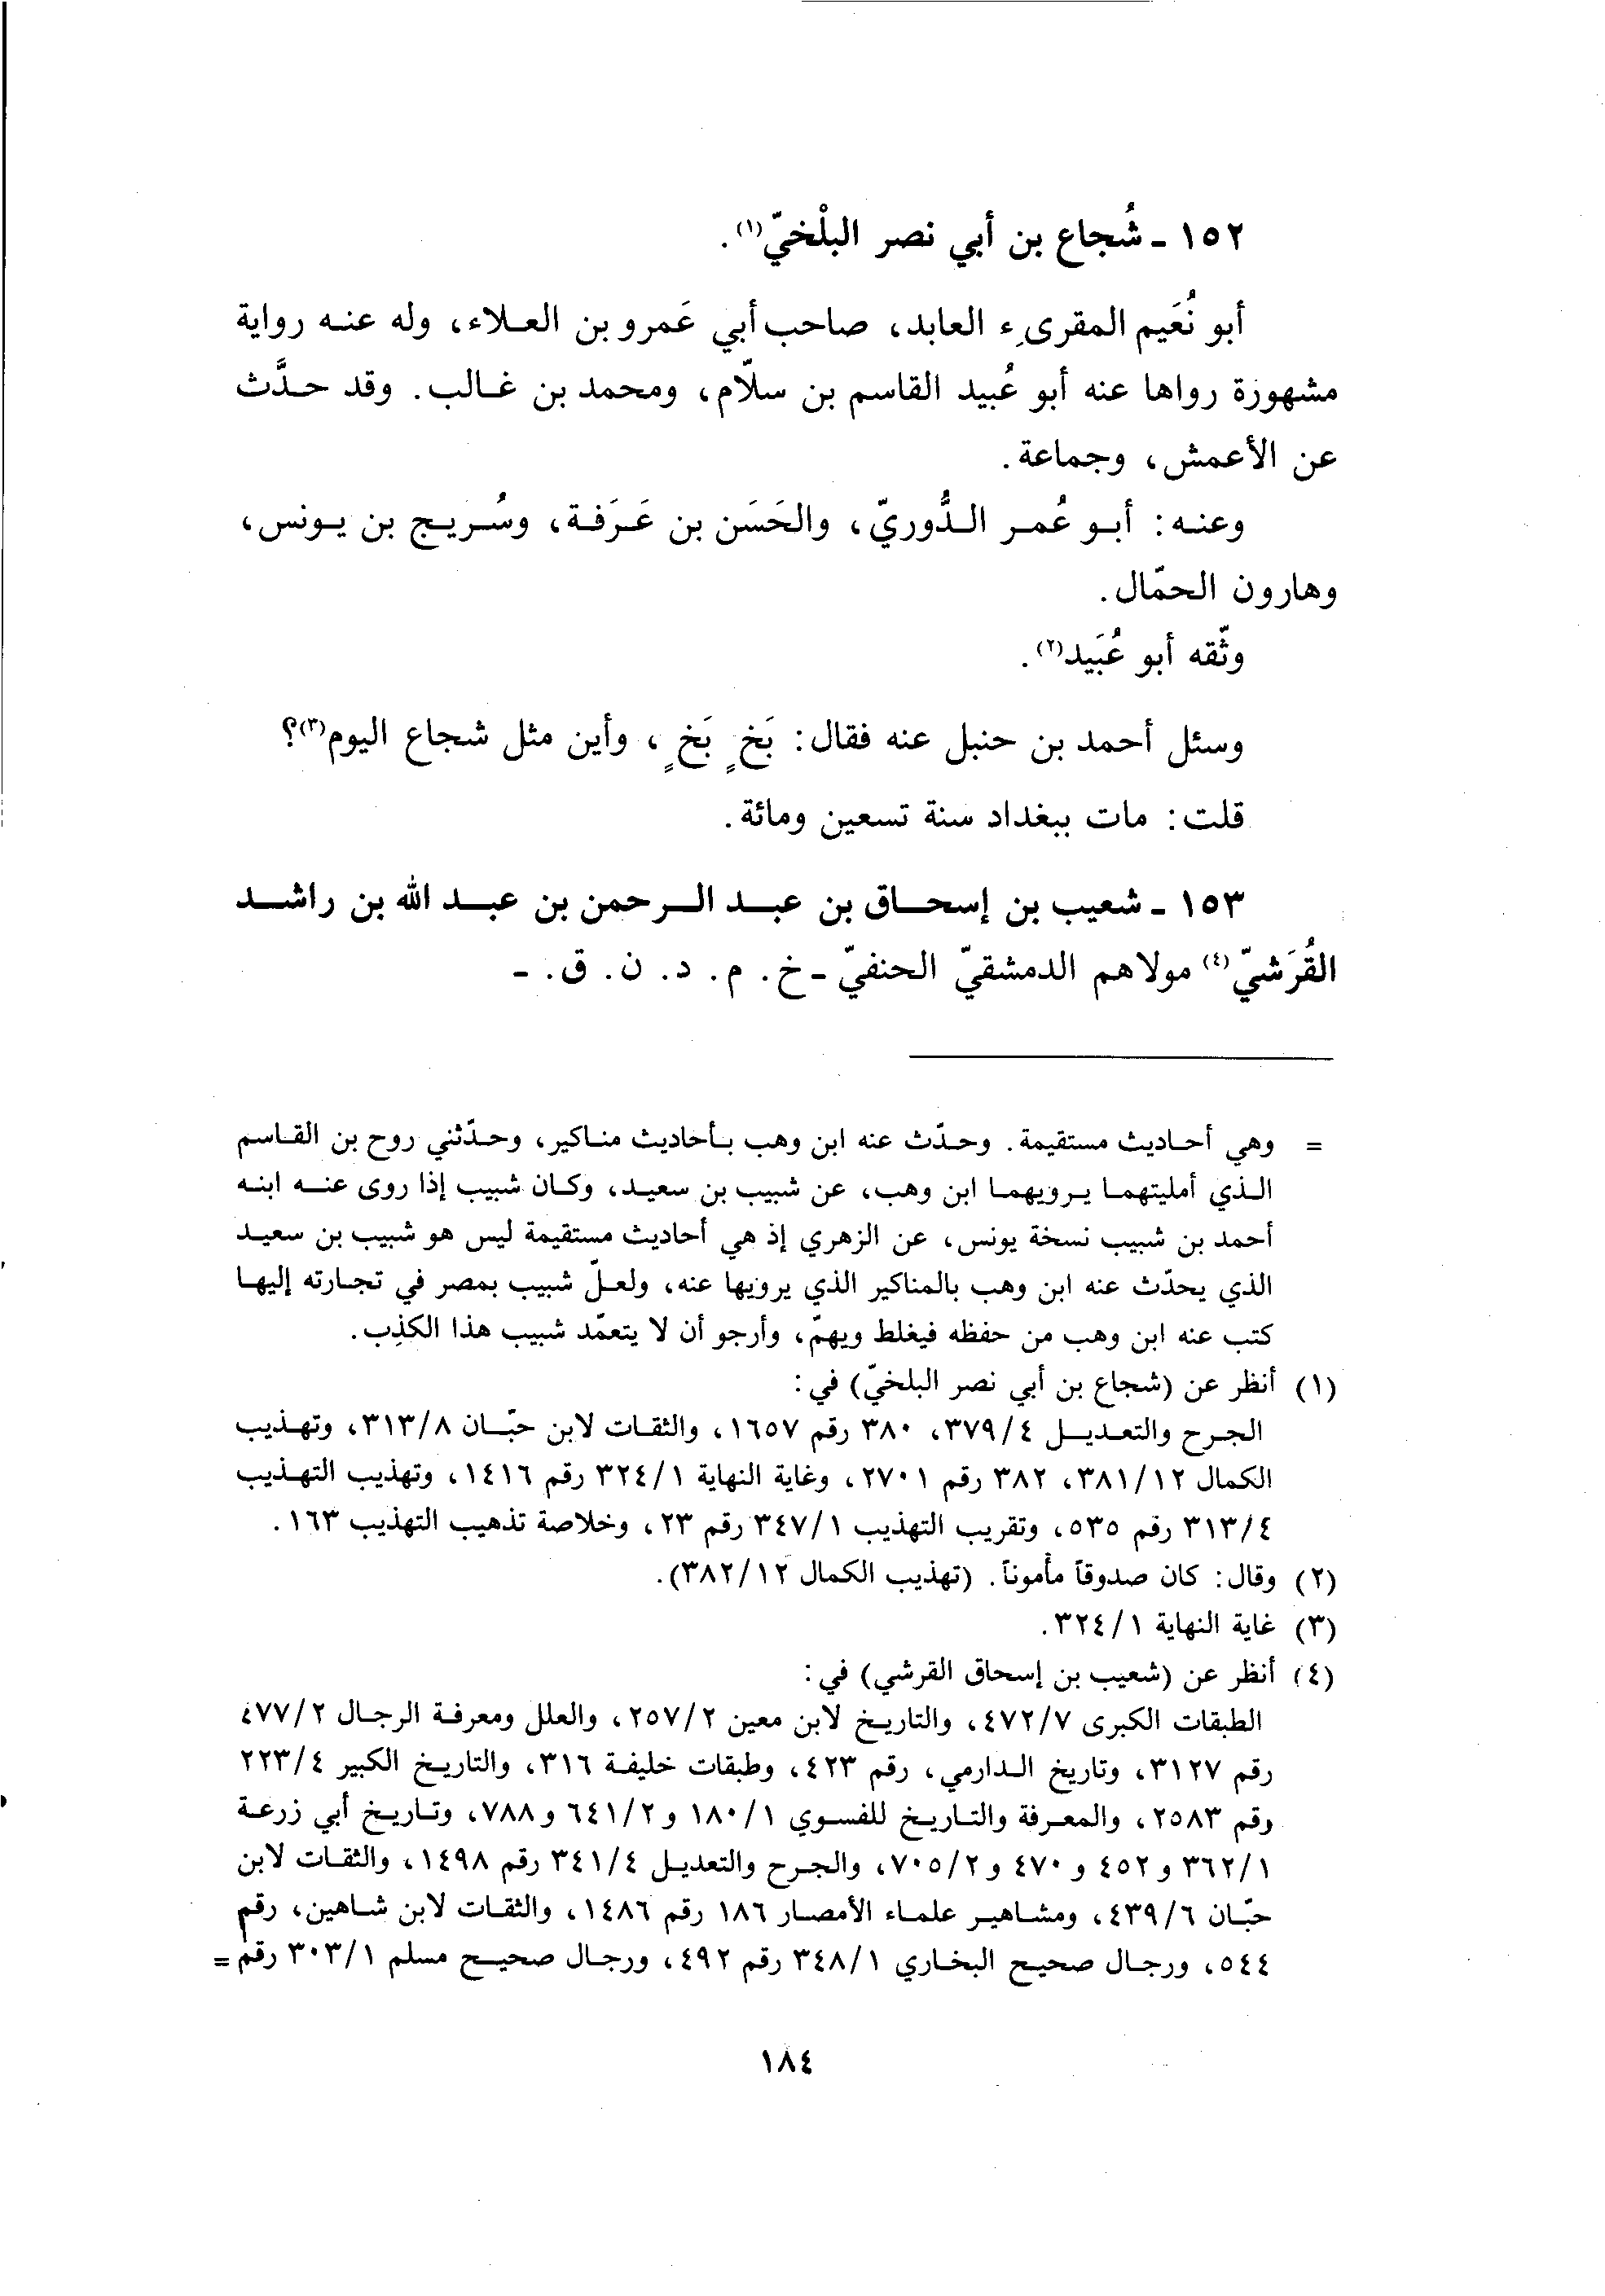 ١٥٢ ـ شُجاع بن أبي نصر البلْخيّ(١).
أبو نُعَيم المقرىء العابد، صاحب أبي عَمرو بن العلاء، وله عنه رواية
مشهورة رواها عنه أبو عُبيد القاسم بن سلّام، ومحمد بن غالب. وقد حدَّث
عن الأعمش، وجماعة.
وعنه: أبو عُمر الدُّوريّ، والحَسَن بن عَرَفة، وسُريج بن يونس،
وهارون الحمّال.
وثّقه أبو عُبَيد(٢).
وسئل أحمد بن حنبل عنه فقال: بَخٍ بَخٍ، وأين مثل شجاع اليوم(٣)؟
قلت: مات ببغداد سنة تسعين ومائة.
١٥٣ ـ شعيب بن إسحاق بن عبد الرحمن بن عبد الله بن راشد
القُرَشيّ(٤) مولاهم الدمشقيّ الحنفيّ ـ خ. م. د. ن. ق. ـ
= وهي أحاديث مستقيمة. وحدّث عنه ابن وهب بأحاديث مناكير، وحدّثني روح بن القاسم
الذي أمليتهما يرويهما ابن وهب، عن شبيب بن سعيد، وكان شبيب إذا روى عنه ابنه
أحمد بن شبيب نسخة يونس، عن الزهري إذ هي أحاديث مستقيمة ليس هو شبيب بن سعيد
الذي يحدّث عنه ابن وهب بالمناكير الذي يرويها عنه، ولعلّ شبيب بمصر في تجارته إليها
كتب عنه ابن وهب من حفظه فيغلط ويهمّ، وأرجو أن لا يتعمّد شبيب هذا الكذِب.
(١) أنظر عن (شجاع بن أبي نصر البلخيّ) في:
الجرح والتعديل ٣٧٩/٤، ٣٨٠ رقم ١٦٥٧، والثقات لابن حبّان ٣١٣/٨، وتهذيب
الكمال ٣٨١/١٢، ٣٨٢ رقم ٢٧٠١، وغاية النهاية ٣٢٤/١ رقم ١٤١٦، وتهذيب التهذيب
٣١٣/٤ رقم ٥٣٥، وتقريب التهذيب ٣٤٧/١ رقم ٢٣، وخلاصة تذهيب التهذيب ١٦٣.
(٢) وقال: كان صدوقاً مأموناً. (تهذيب الكمال ٣٨٢/١٢).
(٣) غاية النهاية ٣٢٤/١.
(٤) أنظر عن (شعيب بن إسحاق القرشي) في:
الطبقات الكبرى ٤٧٢/٧، والتاريخ لابن معين ٢٥٧/٢، والعلل ومعرفة الرجال ٤٧٧/٢
رقم ٣١٢٧، وتاريخ الدارمي، رقم ٤٢٣، وطبقات خليفة ٣١٦، والتاريخ الكبير ٢٢٣/٤
رقم ٢٥٨٣، والمعرفة والتاريخ للفسوي ١٨٠/١ و ٦٤١/٢ و ٧٨٨، وتاريخ أبي زرعة
٣٦٢/١ و ٤٥٢ و ٤٧٠ و ٧٠٥/٢، والجرح والتعديل ٣٤١/٤ رقم ١٤٩٨، والثقات لابن
حبّان ٤٣٩/٦، ومشاهير علماء الأمصار ١٨٦ رقم ١٤٨٦، والثقات لابن شاهين، رقم
٥٤٤، ورجال صحيح البخاري ٣٤٨/١ رقم ٤٩٢، ورجال صحيح مسلم ٣٠٣/١ رقم =
١٨٤